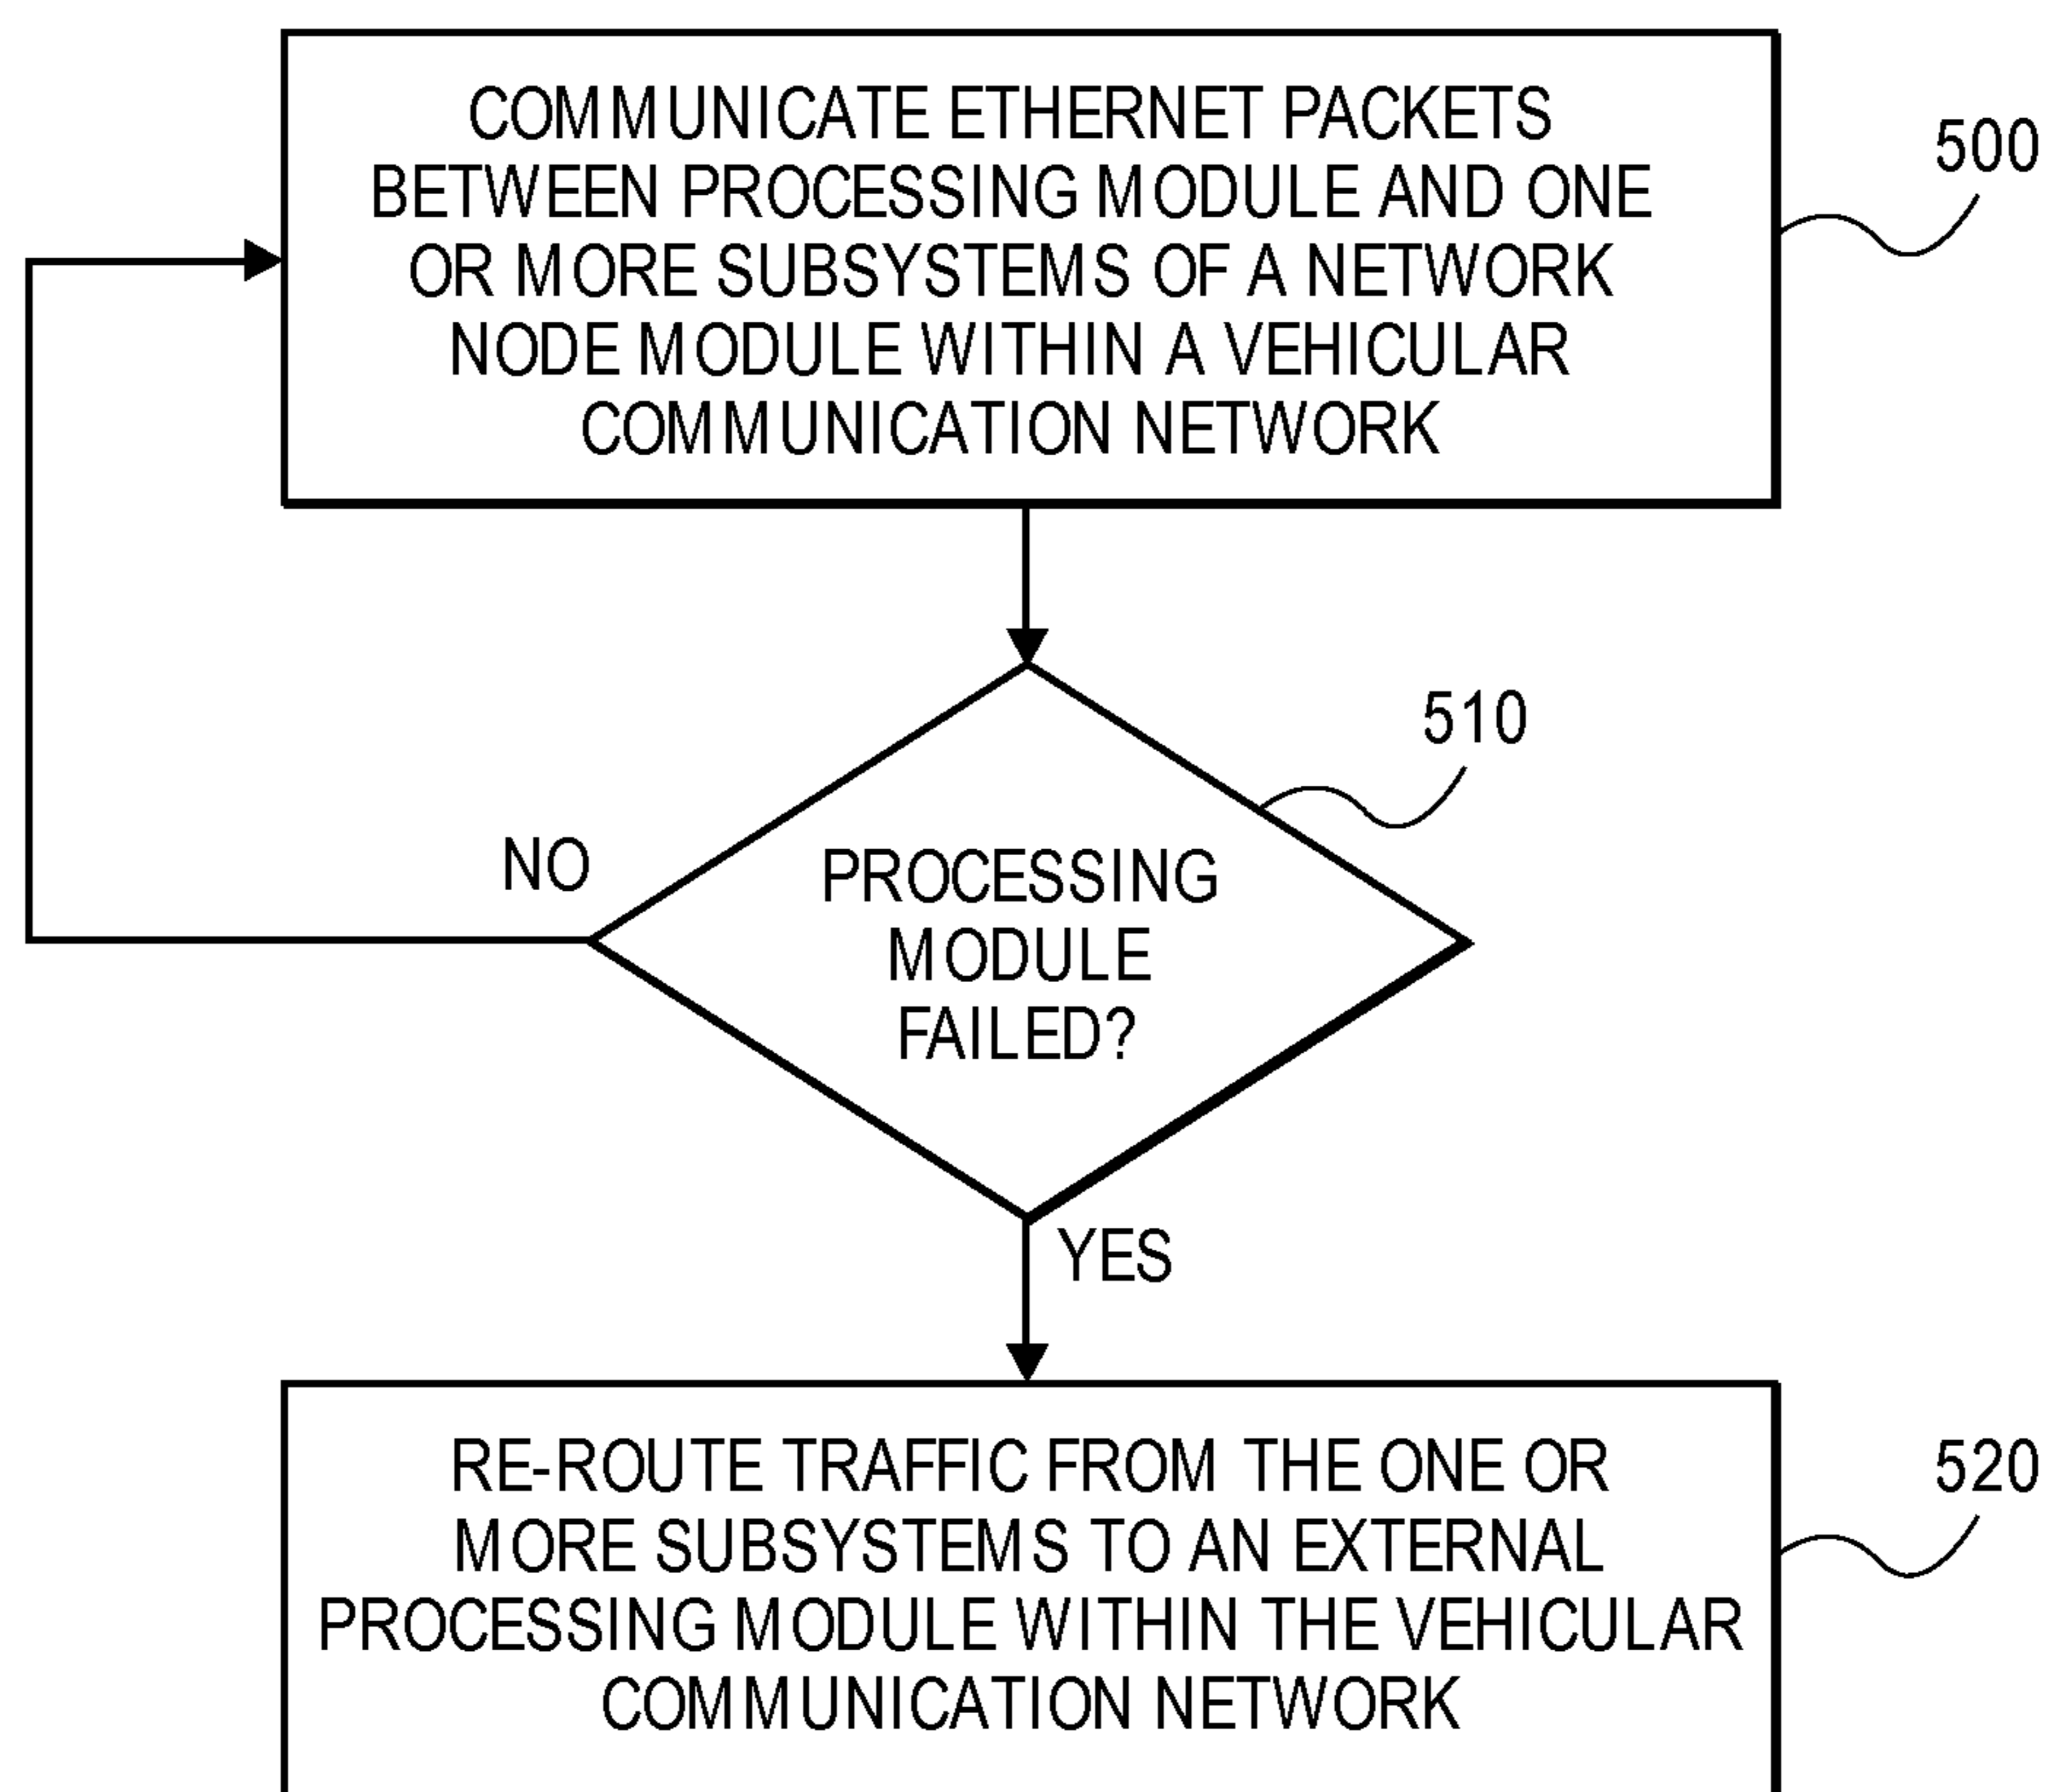 COMMUNICATE ETHERNET PACKETS
BETWEEN PROCESSING MODULE AND ONE
OR MORE SUBSYSTEMS OF A NETWORK
NODE MODULE WITHIN A VEHICULAR
COMMUNICATION NETWORK
500
510
NO
PROCESSING
MODULE
FAILED?
YES
RE-ROUTE TRAFFIC FROM THE ONE OR
MORE SUBSYSTEMS TO AN EXTERNAL
PROCESSING MODULE WITHIN THE VEHICULAR
COMMUNICATION NETWORK
520